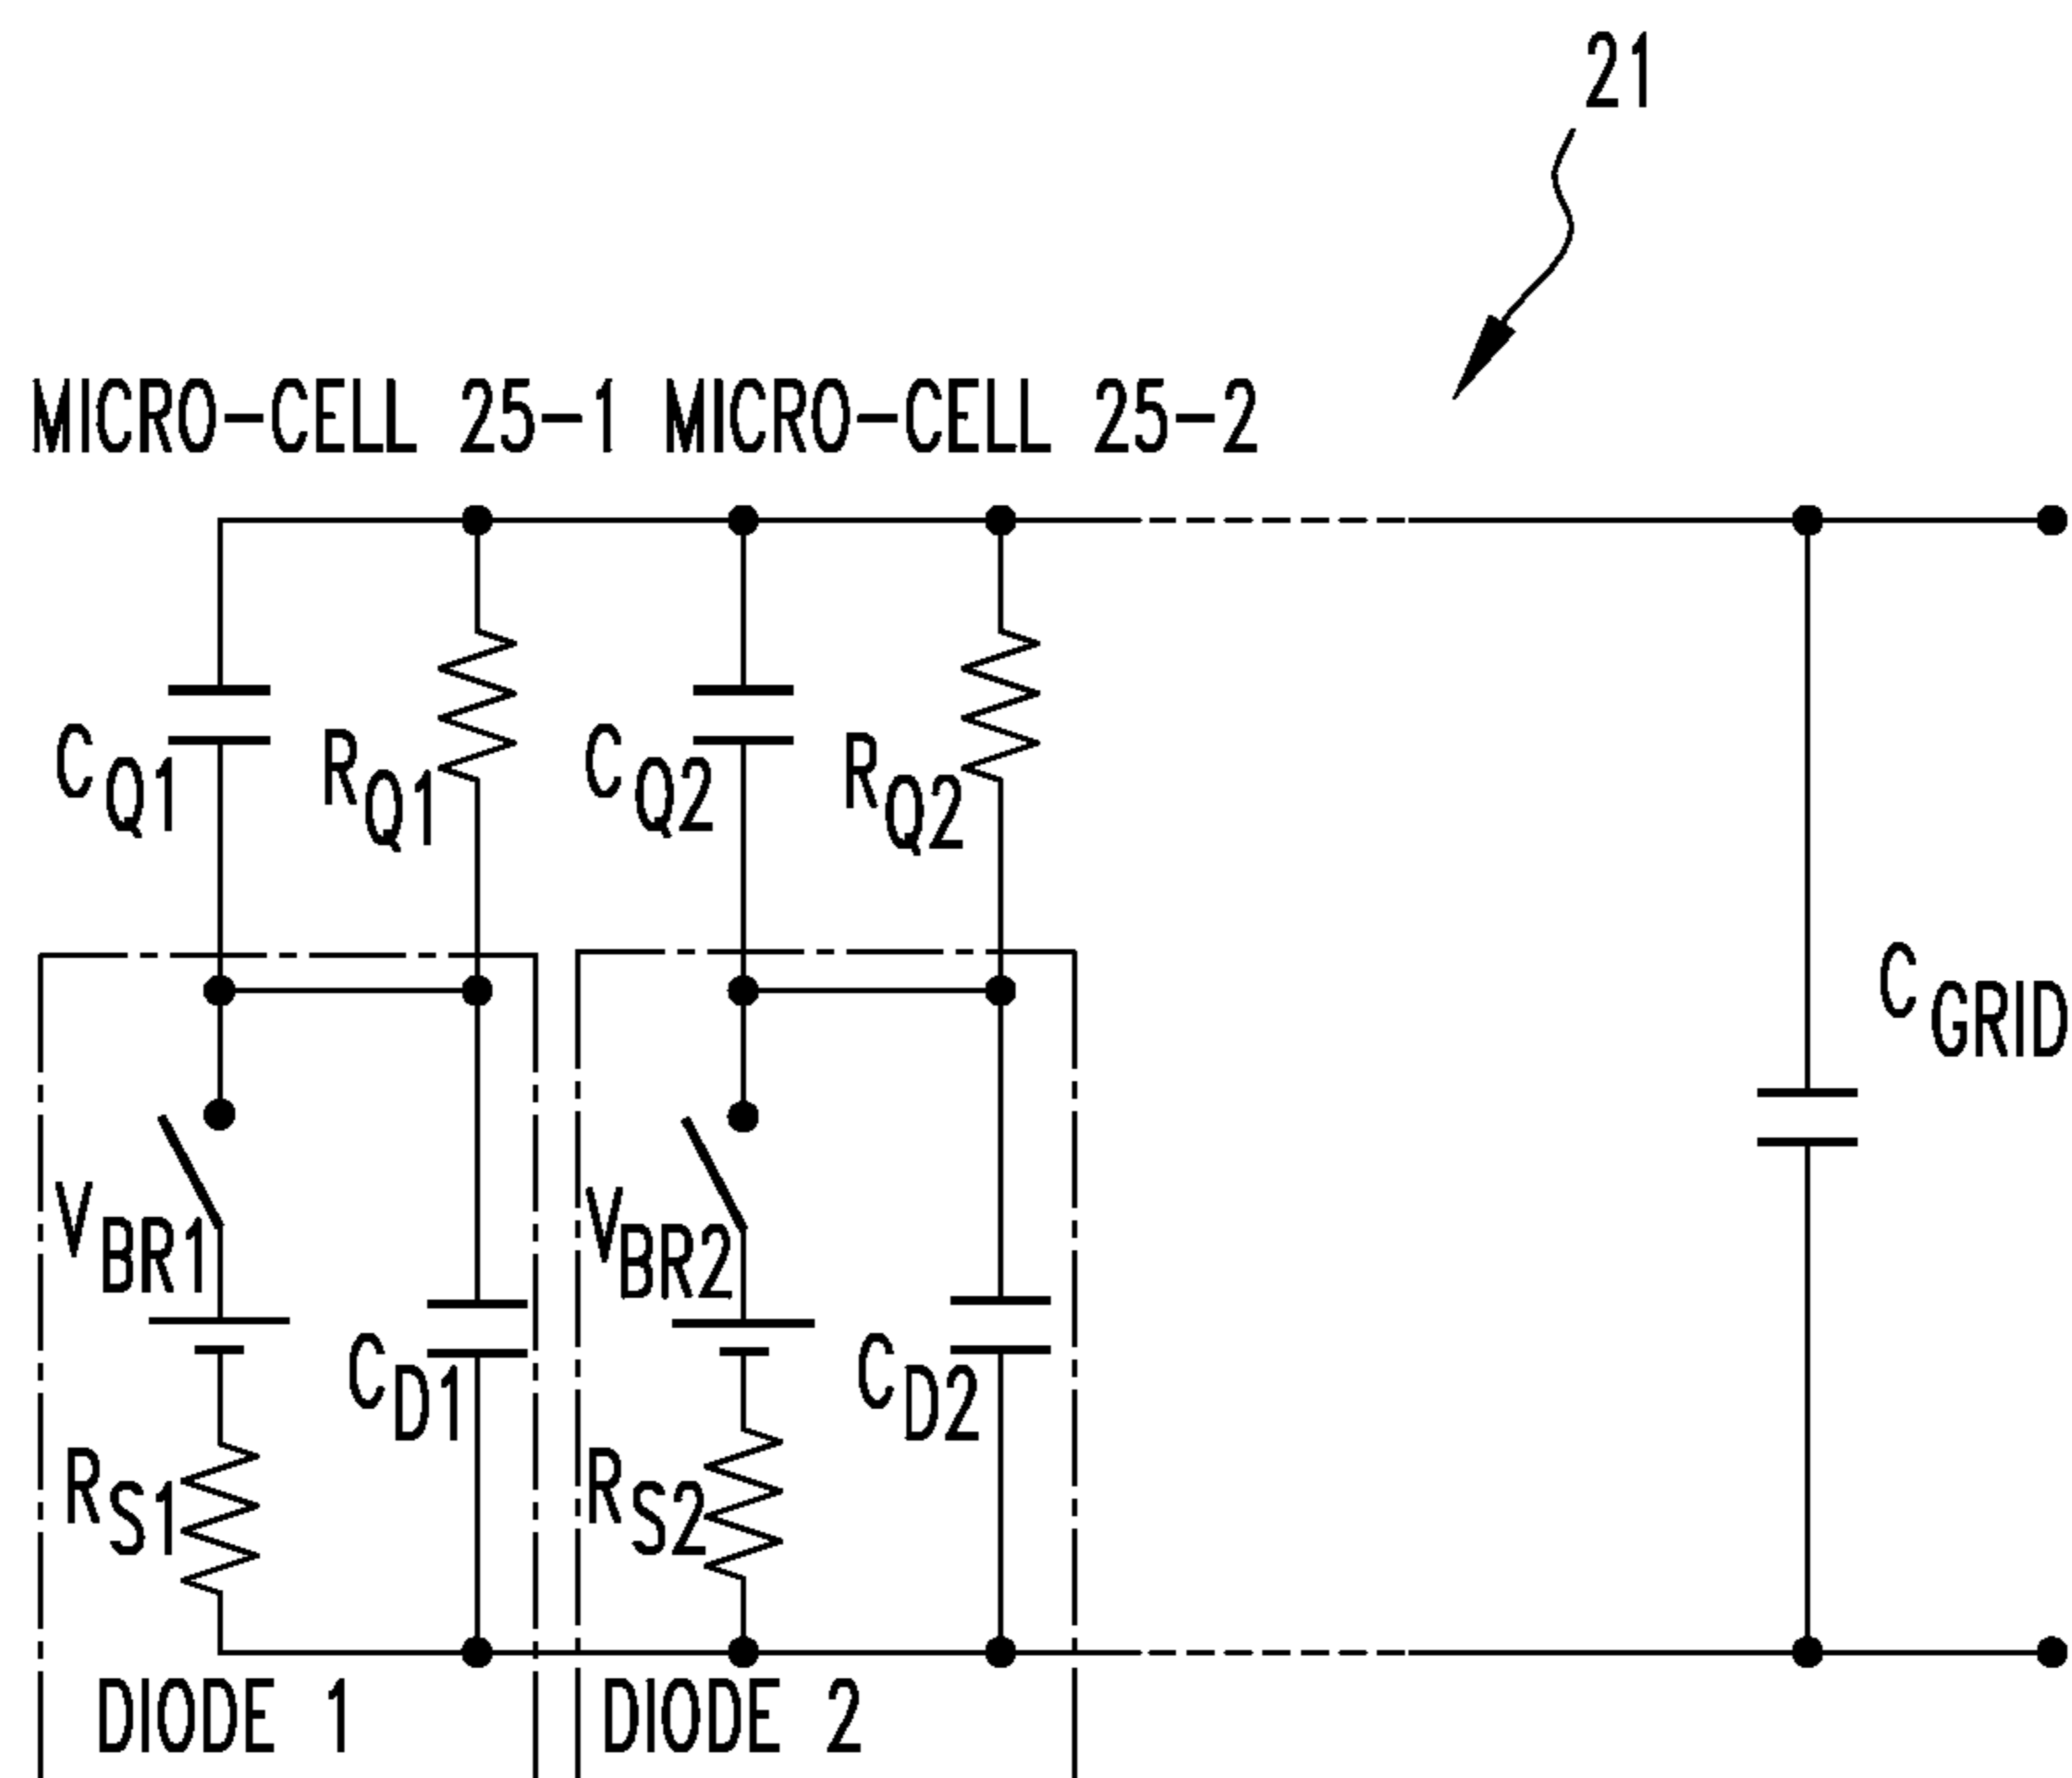 21
MICRO-CELL 25-1 MICRO-CELL 25-2
CQ1
RQ1
CQ2
RQ2
CGRID
VBR1
VBR2
CD1
CD2
RS1
RS2
DIODE 1
DIODE 2